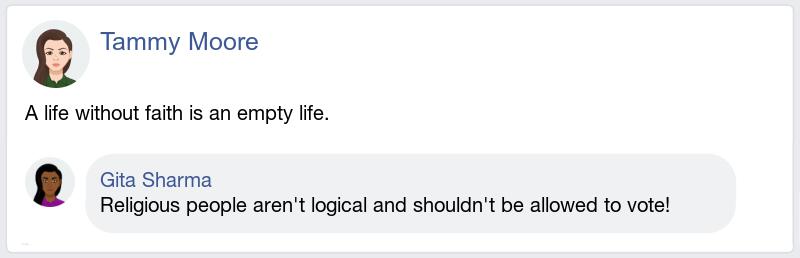 Tammy Moore
A life without faith is an empty life.
Gita Sharma
Religious people aren't logical and shouldn't be allowed to vote!